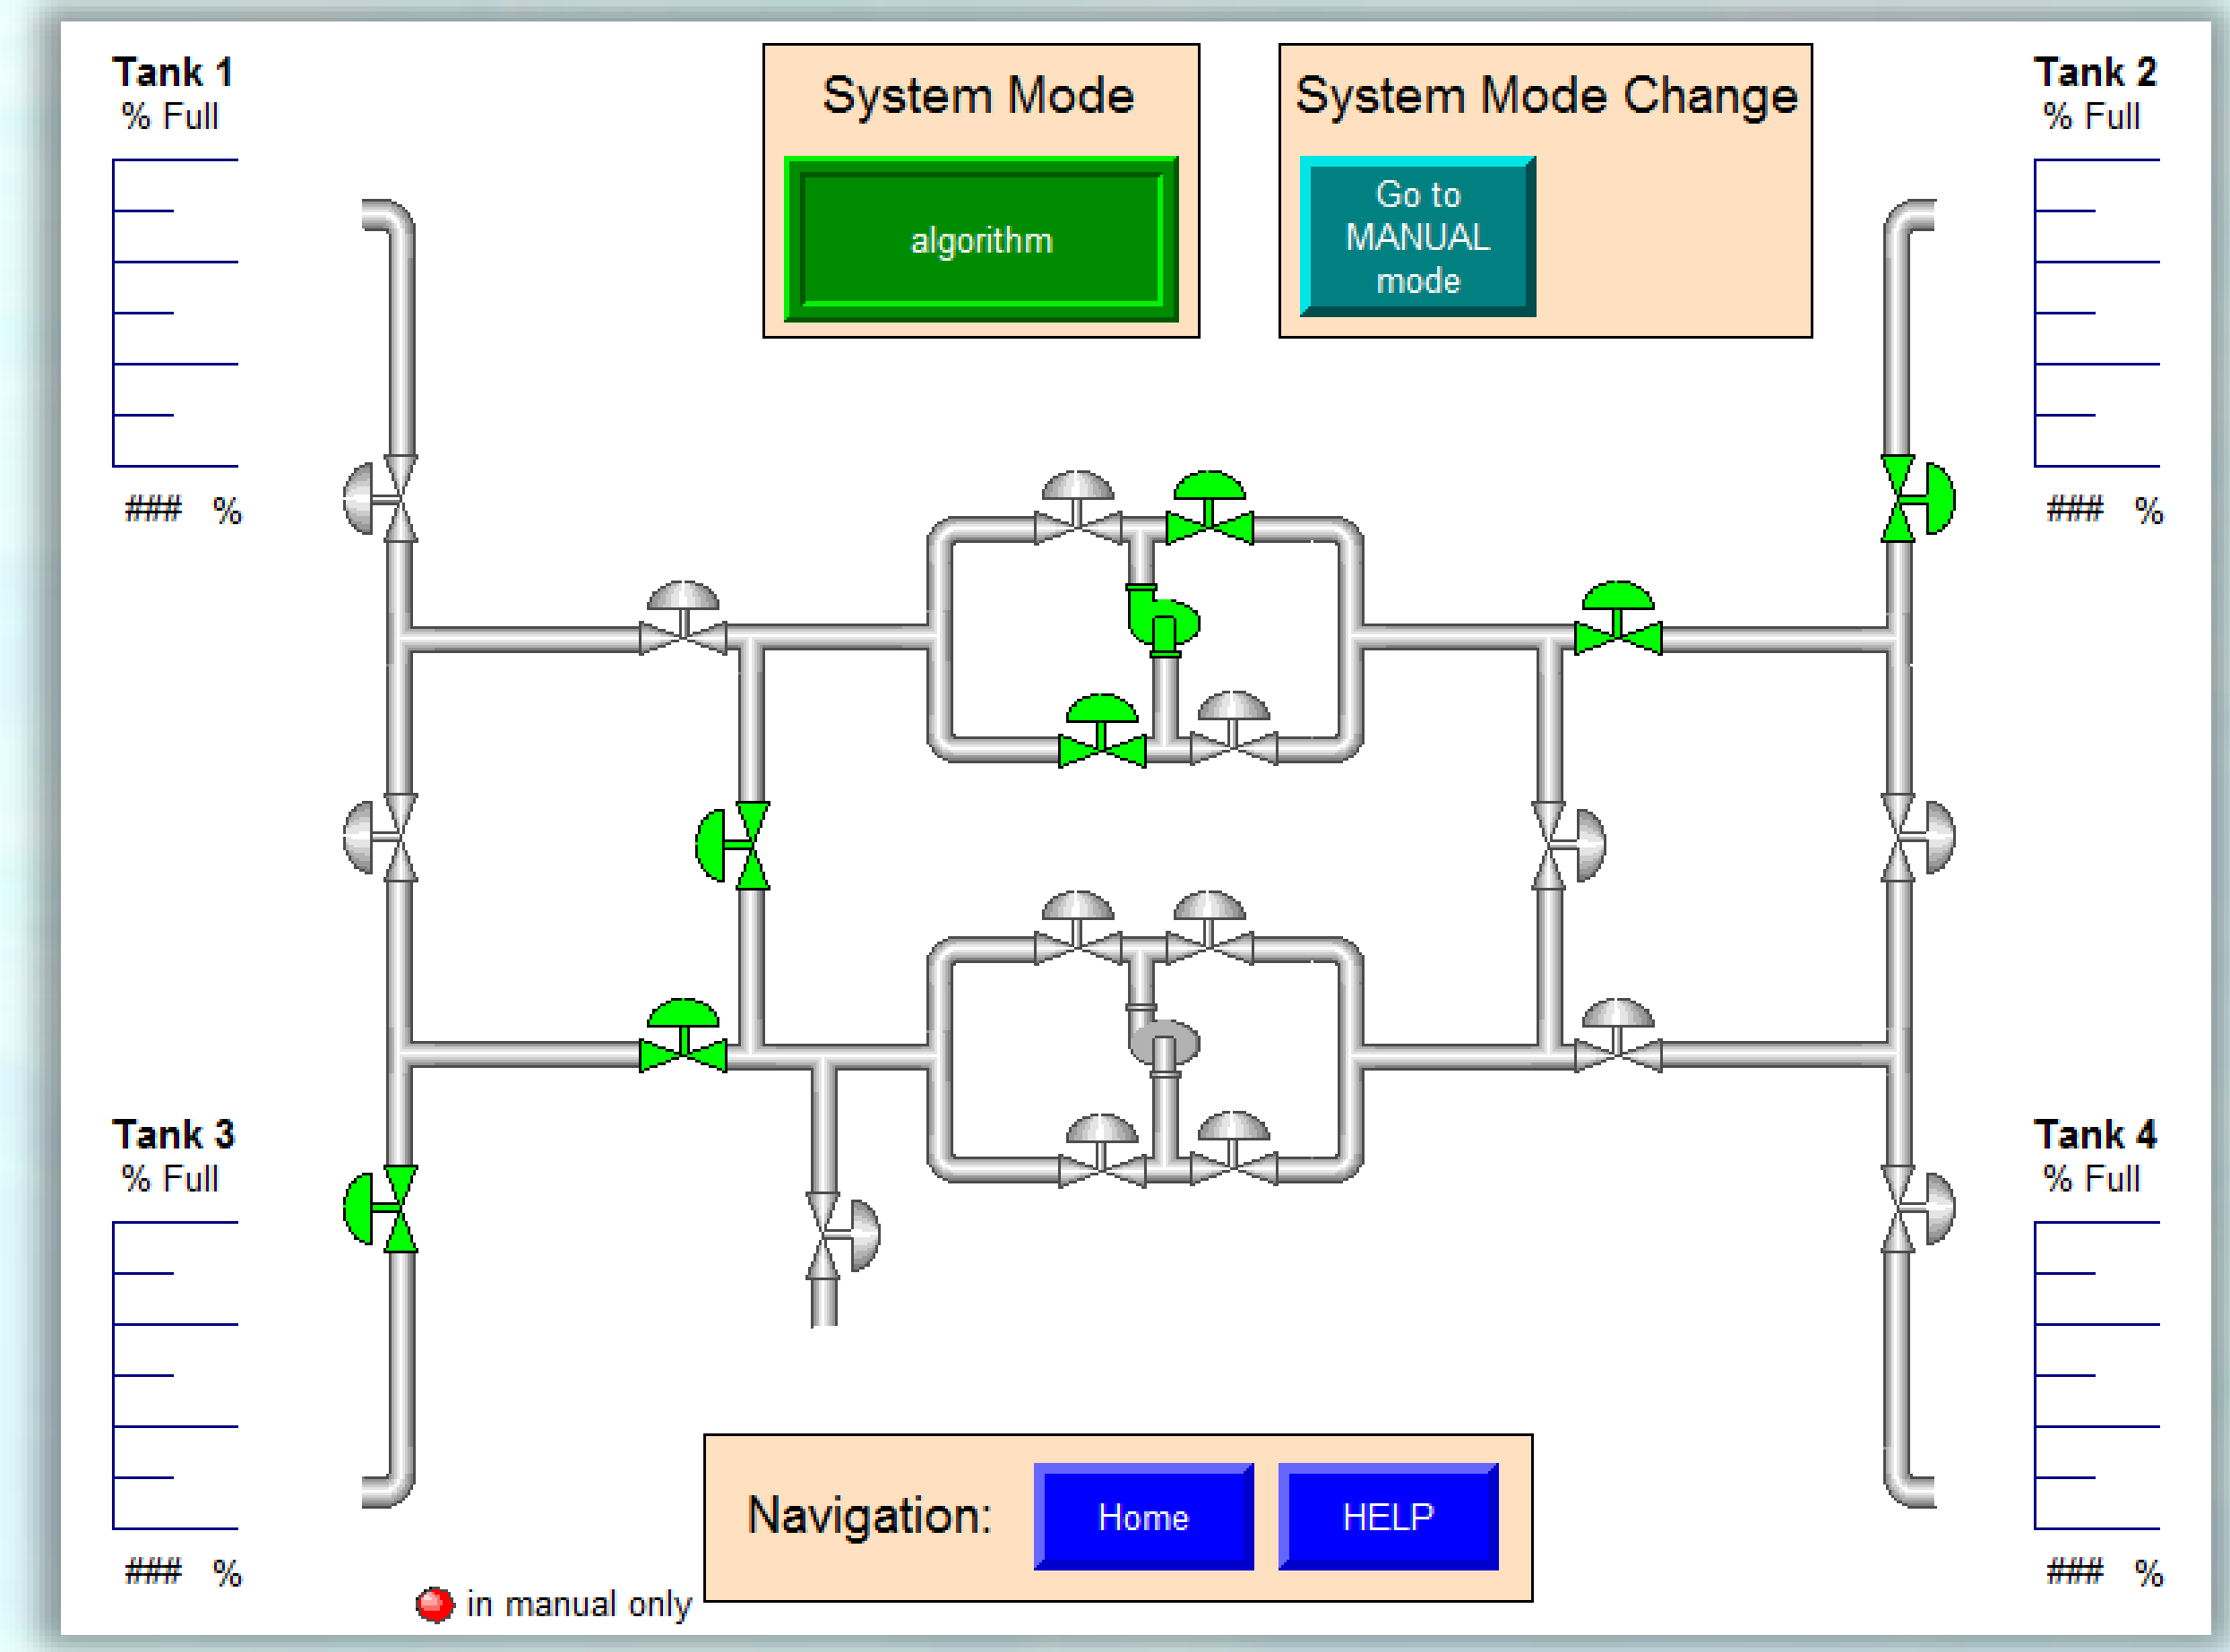 Tank 1
% Full
### %
System Mode
algorithm
System Mode Change
Go to
MANUAL
mode
Tank 2
% Full
### %
Tank 3
% Full
### %
Tank 4
% Full
### %
Navigation:
Home
HELP
in manual only